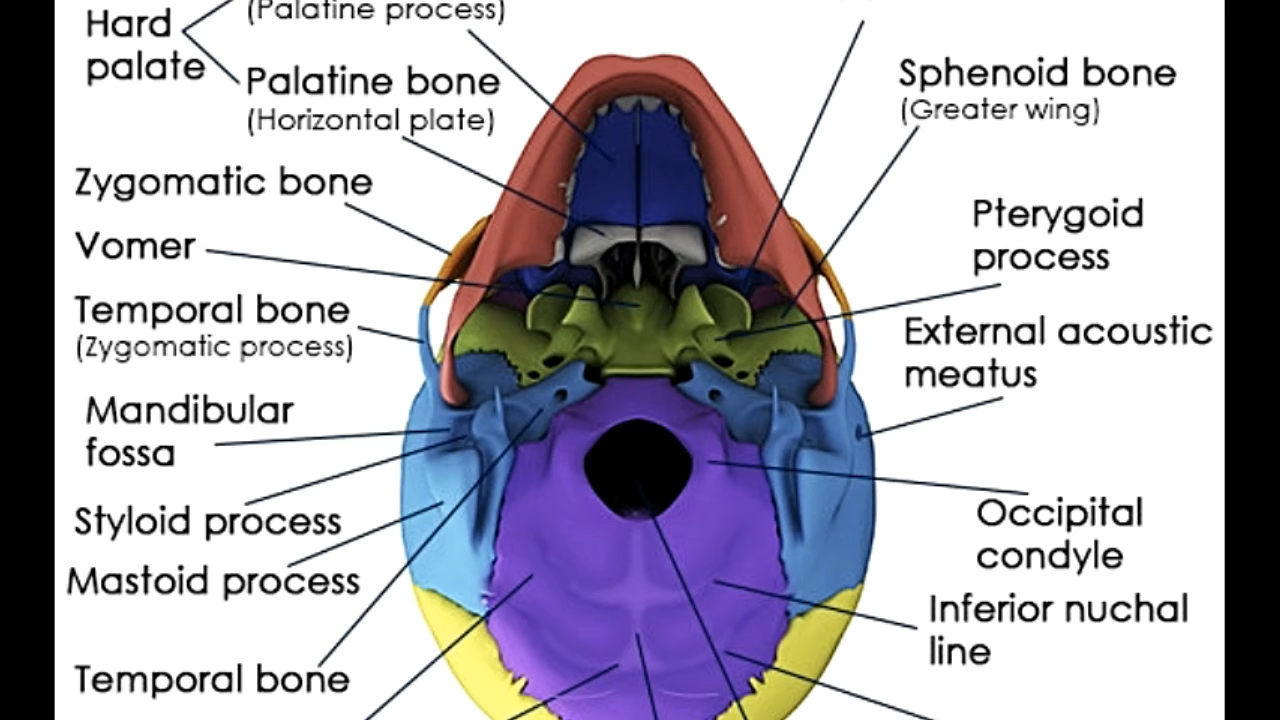 (Palatine process)
Hard
palate
Palatine bone
(Horizontal plate)
Zygomatic bone
Vomer
Temporal bone
(Zygomatic process)
Mandibular
fossa
Styloid process
Mastoid process
Temporal bone
Sphenoid bone
(Greater wing)
Pterygoid
process
External acoustic
meatus
Occipital
condyle
Inferior nuchal
line